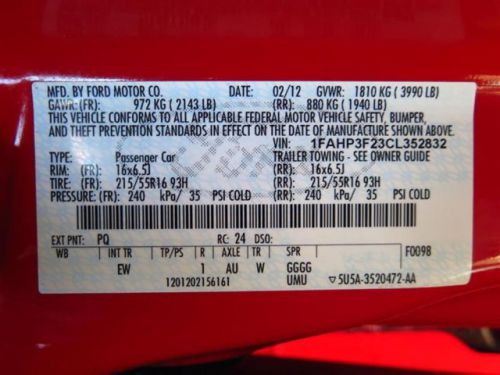 MFD. BY FORD MOTOR CO. 02/12 GVWR: 1810 KG ( 3990 LB)
GAWR: (FR): 972 KG ( 2143 LB) (RR): 880 KG ( 1940 LB)
THIS VEHICLE CONFORMS TO ALL APPLICABLE FEDERAL MOTOR VEHICLE SAFETY, BUMPER,
AND THEFT PREVENTION STANDARDS IN EFFECT ON THE DATE OF MANUFACTURE SHOWN ABOVE.
VIN: 1FAHP3F23CL352832
TYPE: Passenger Car TRAILER TOWING - SEE OWNER GUIDE
RIM: (FR): 16x6.5J (RR): 16x6.5J
TIRE: (FR): 215/55R16 93H (RR): 215/55R16 93H
PRESSURE: (FR): 240 kPa/ 35 PSI COLD (RR): 240 kPa/ 35 PSI COLD
EXT PNT: PQ RC: 24 DSO:
WB INT TR TP/PS R AXLE TR SPR F0098
EW 1 AU W GGGG
1201202156161 UMU ▽5U5A-3520472-AA